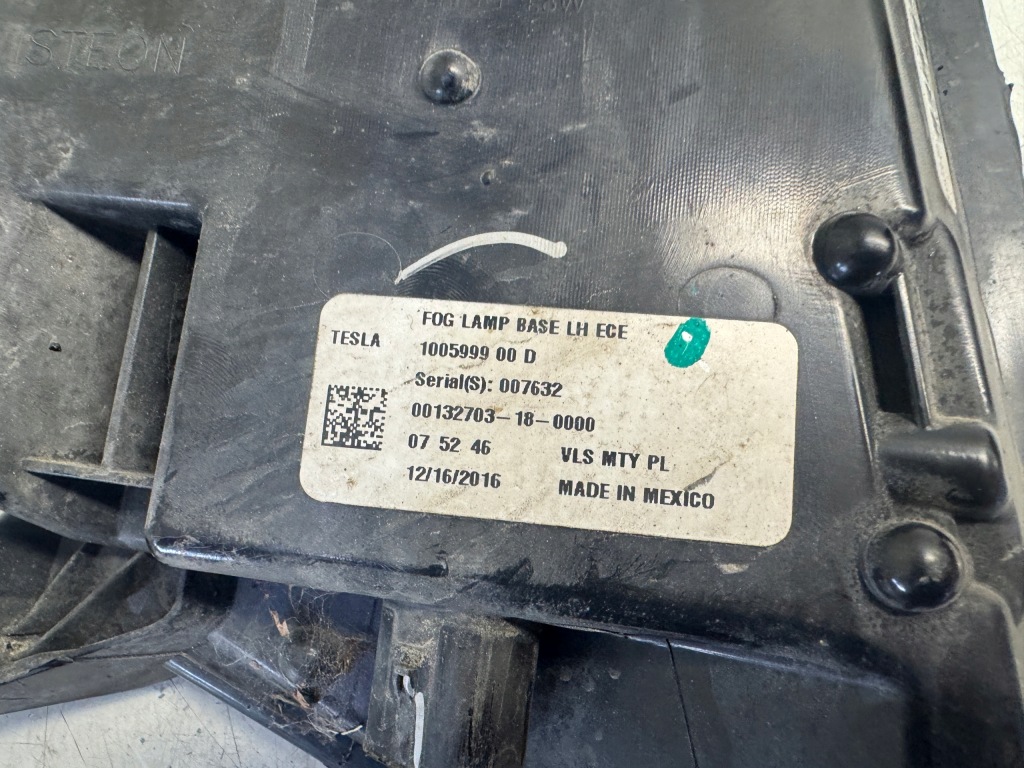 STEON
TESLA
FOG LAMP BASE LH ECE
1005999 00 D
Serial(S): 007632
00132703-18-0000
07 52 46
VLS MTY PL
12/16/2016
MADE IN MEXICO